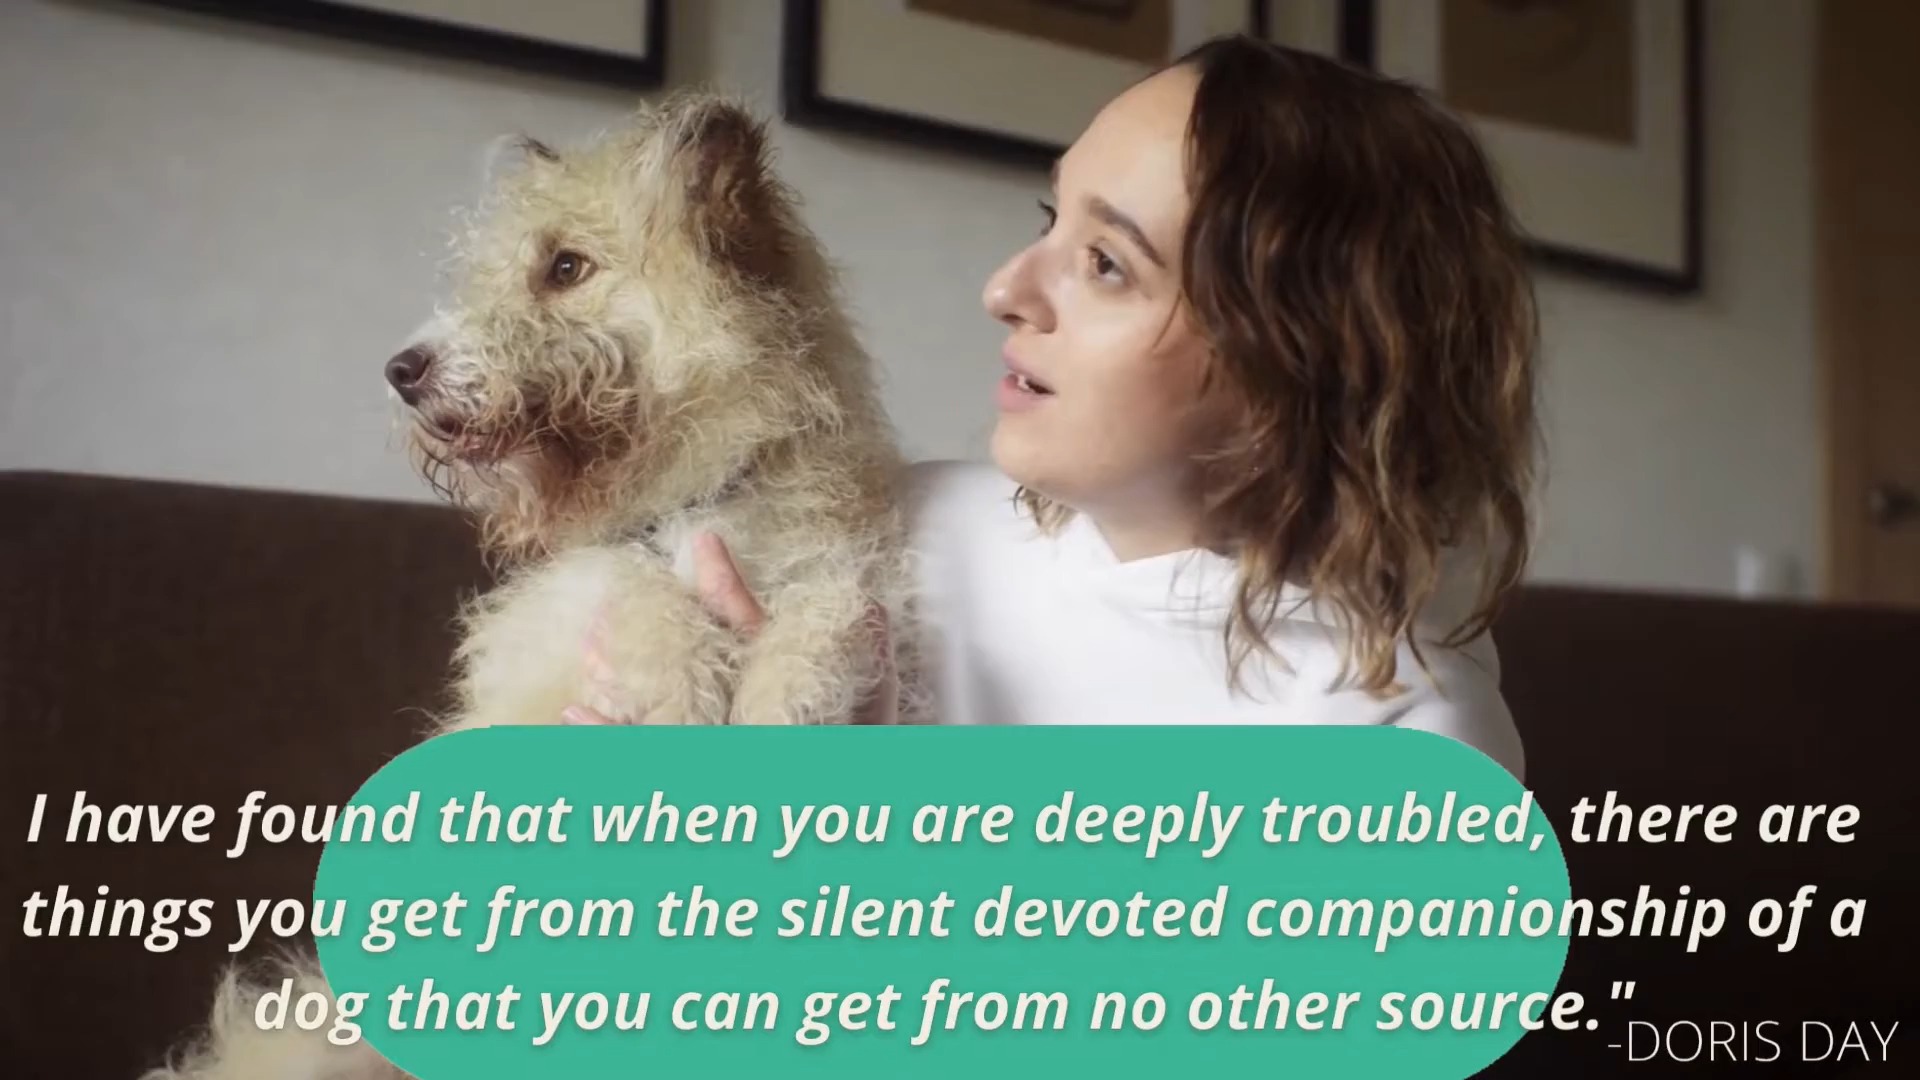 I have found that when you are deeply troubled, there are
things you get from the silent devoted companionship of a
dog that you can get from no other source."
-DORIS DAY